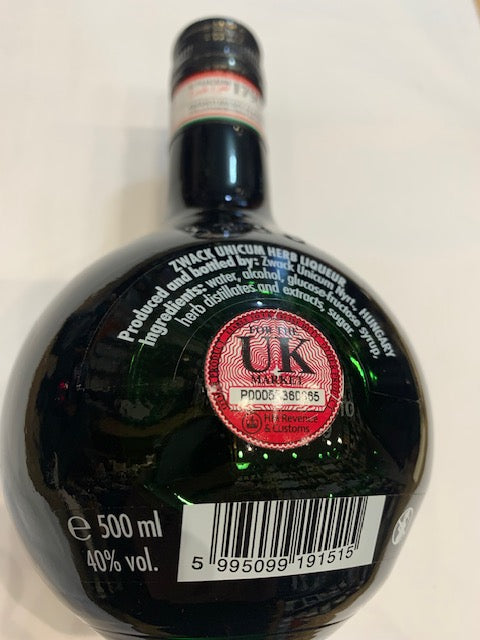 ZWACK UNICUM HERB LIQUEUR
Produced and bottled by: Zwack Unicum Nyrt., HUNGARY
Ingredients: water, alcohol, glucose-fructose syrup,
herb distillates and extracts, sugar.
FOR THE
UK
MARKET
HM Revenue
& Customs
℮ 500 ml
40% vol.
5 995099 191515